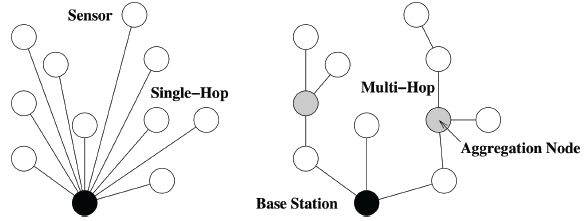 Sensor
Single-Hop
Multi-Hop
Aggregation Node
Base Station